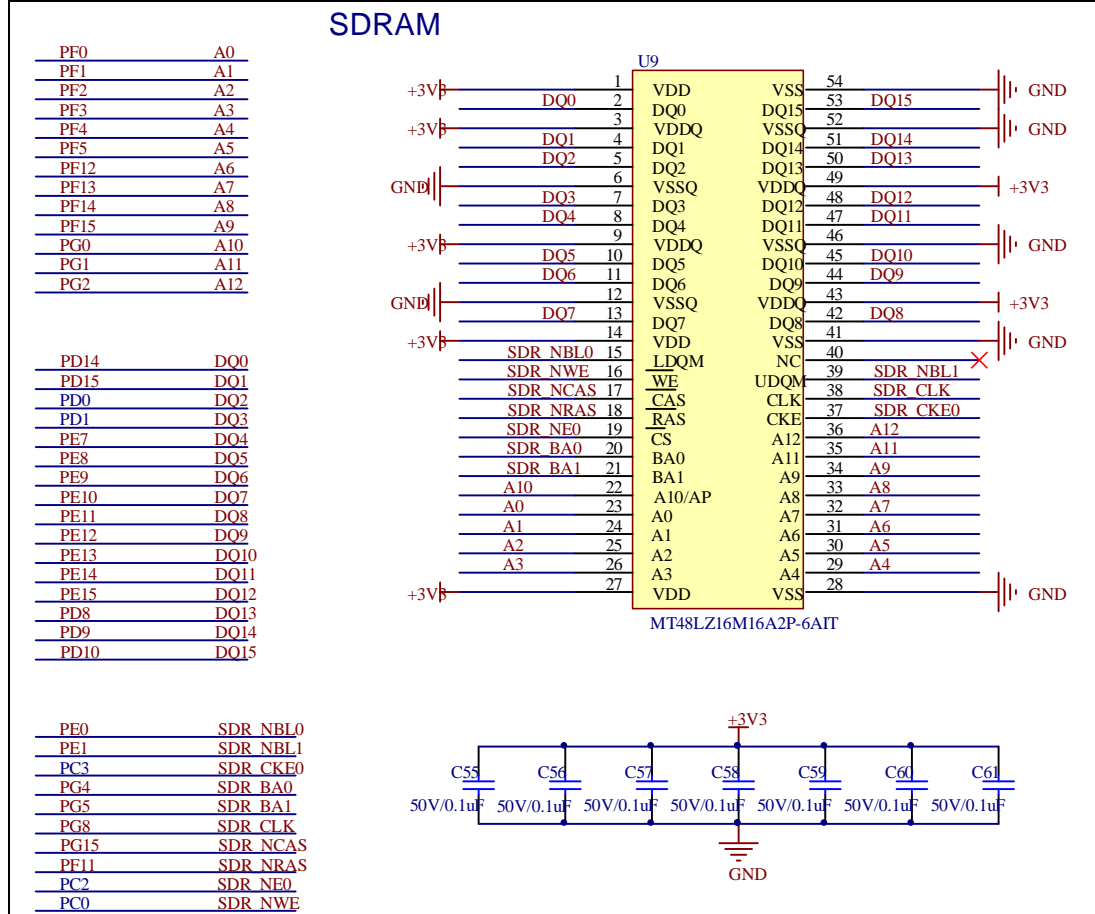 SDRAM
PF0 A0
PF1 A1
PF2 A2
PF3 A3
PF4 A4
PF5 A5
PF12 A6
PF13 A7
PF14 A8
PF15 A9
PG0 A10
PG1 A11
PG2 A12
PD14 DQ0
PD15 DQ1
PD0 DQ2
PD1 DQ3
PE7 DQ4
PE8 DQ5
PE9 DQ6
PE10 DQ7
PE11 DQ8
PE12 DQ9
PE13 DQ10
PE14 DQ11
PE15 DQ12
PD8 DQ13
PD9 DQ14
PD10 DQ15
PE0 SDR_NBL0
PE1 SDR_NBL1
PC3 SDR_CKE0
PG4 SDR_BA0
PG5 SDR_BA1
PG8 SDR_CLK
PG15 SDR_NCAS
PF11 SDR_NRAS
PC2 SDR_NE0
PC0 SDR_NWE
U9
+3V3 1 VDD VSS 54 GND
DQ0 2 DQ0 DQ15 53 DQ15
+3V3 3 VDDQ VSSQ 52 GND
DQ1 4 DQ1 DQ14 51 DQ14
DQ2 5 DQ2 DQ13 50 DQ13
GND 6 VSSQ VDDQ 49 +3V3
DQ3 7 DQ3 DQ12 48 DQ12
DQ4 8 DQ4 DQ11 47 DQ11
+3V3 9 VDDQ VSSQ 46 GND
DQ5 10 DQ5 DQ10 45 DQ10
DQ6 11 DQ6 DQ9 44 DQ9
GND 12 VSSQ VDDQ 43 +3V3
DQ7 13 DQ7 DQ8 42 DQ8
+3V3 14 VDD VSS 41 GND
SDR_NBL0 15 LDQM NC 40
SDR_NWE 16 WE UDQM 39 SDR_NBL1
SDR_NCAS 17 CAS CLK 38 SDR_CLK
SDR_NRAS 18 RAS CKE 37 SDR_CKE0
SDR_NE0 19 CS A12 36 A12
SDR_BA0 20 BA0 A11 35 A11
SDR_BA1 21 BA1 A9 34 A9
A10 22 A10/AP A8 33 A8
A0 23 A0 A7 32 A7
A1 24 A1 A6 31 A6
A2 25 A2 A5 30 A5
A3 26 A3 A4 29 A4
+3V3 27 VDD VSS 28 GND
MT48LZ16M16A2P-6AIT
+3V3
C55 C56 C57 C58 C59 C60 C61
50V/0.1uF 50V/0.1uF 50V/0.1uF 50V/0.1uF 50V/0.1uF 50V/0.1uF 50V/0.1uF
GND